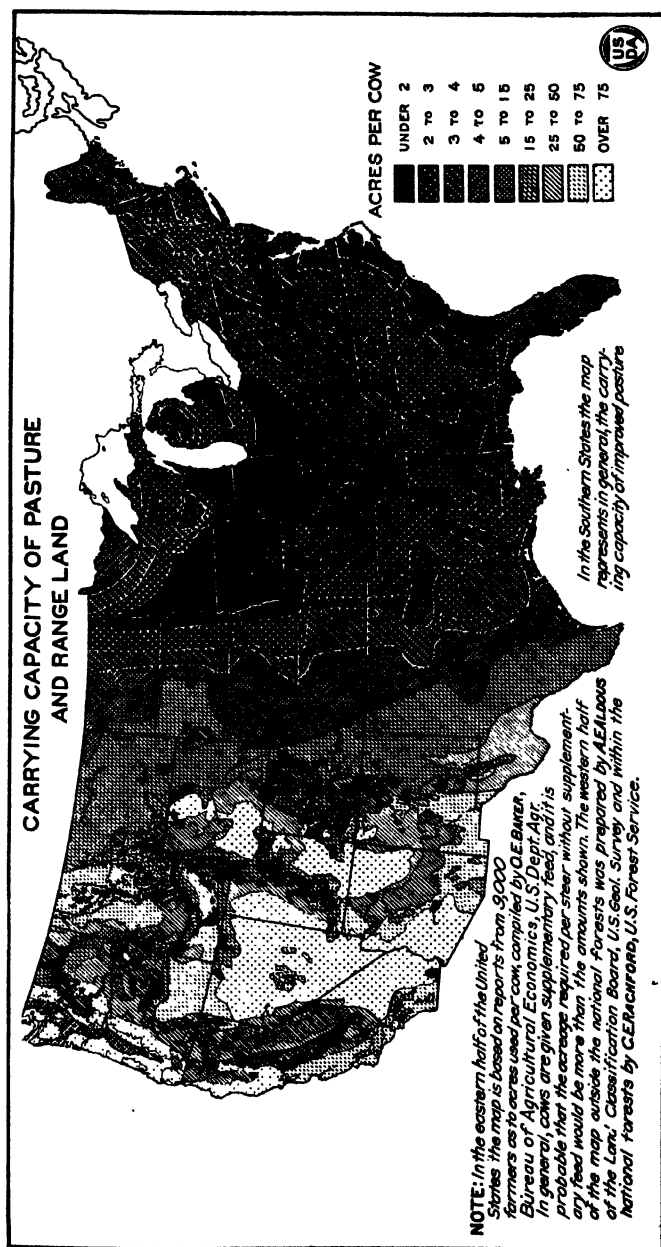 CARRYING CAPACITY OF PASTURE
AND RANGE LAND
ACRES PER COW
UNDER 2
2 TO 3
3 TO 4
4 TO 5
5 TO 15
15 TO 25
25 TO 50
50 TO 75
OVER 75
US
DA
In the Southern States the map
represents in general, the carry-
ing capacity of improved pasture
NOTE: In the eastern half of the United
States the map is based on reports from 9,000
farmers as to acres used per cow, compiled by O.E. BAKER,
Bureau of Agricultural Economics, U.S. Dept. Agr.
In general, cows are given supplementary feed, and it is
probable that the acreage required per steer without supplement-
ary feed would be more than the amounts shown. The western half
of the map outside the national forests was prepared by A.E. ALDOUS
of the Land Classification Board, U.S. Geol. Survey and within the
national forests by C.E. RACHFORD, U.S. Forest Service.